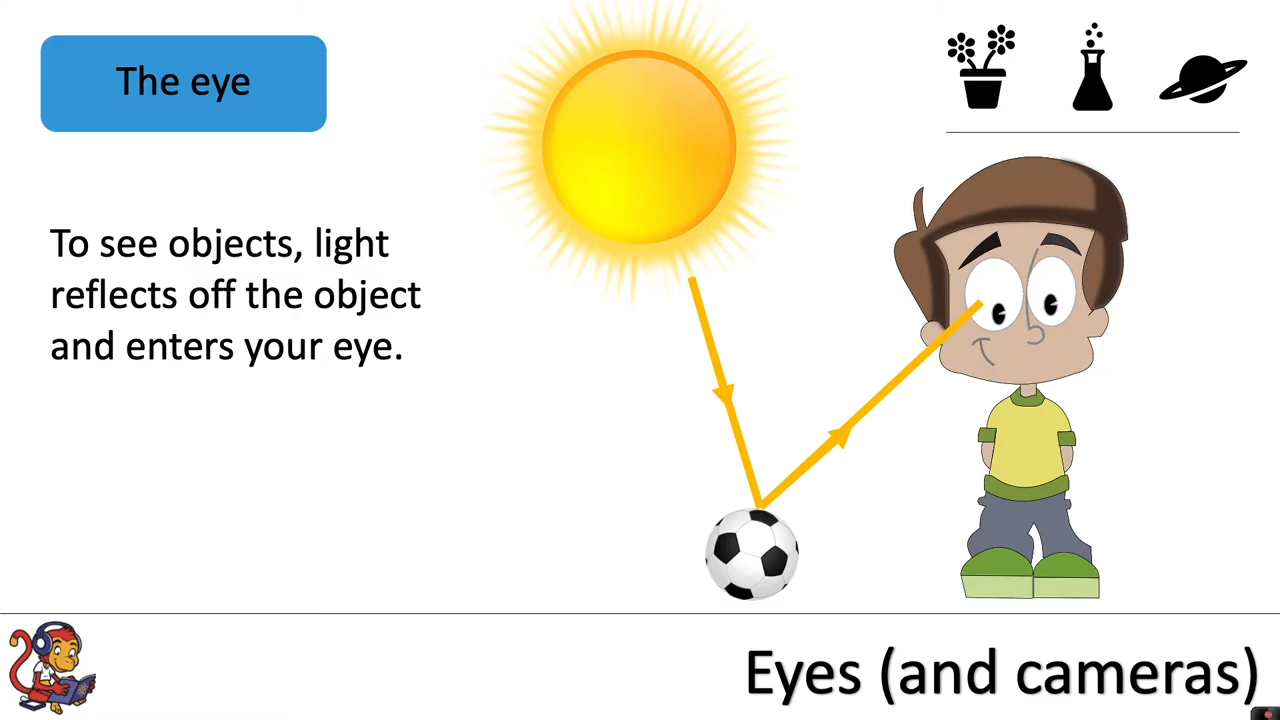 The eye
To see objects, light
reflects off the object
and enters your eye.
Eyes (and cameras)